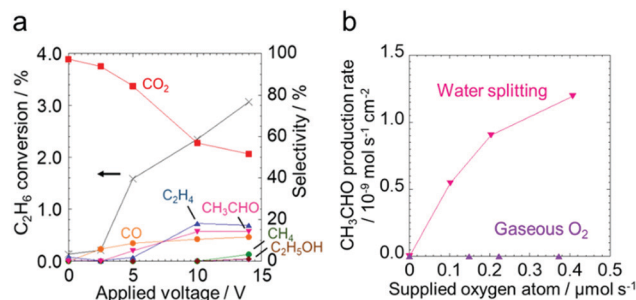 a
C2H6 conversion / %
4.0
3.0
2.0
1.0
0.0
0
5
10
15
Applied voltage / V
100
80
60
40
20
0
Selectivity / %
CO2
C2H4
CH3CHO
CO
CH4
C2H5OH
b
CH3CHO production rate
/ 10-9 mol s-1 cm-2
1.5
1.0
0.5
0.0
0
0.1
0.2
0.3
0.4
0.5
Supplied oxygen atom / μmol s-1
Water splitting
Gaseous O2